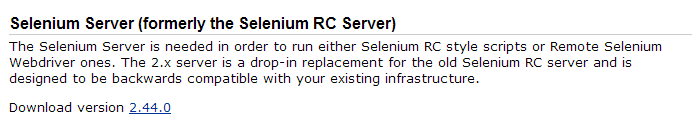 Selenium Server (formerly the Selenium RC Server)
The Selenium Server is needed in order to run either Selenium RC style scripts or Remote Selenium
Webdriver ones. The 2.x server is a drop-in replacement for the old Selenium RC server and is
designed to be backwards compatible with your existing infrastructure.
Download version 2.44.0